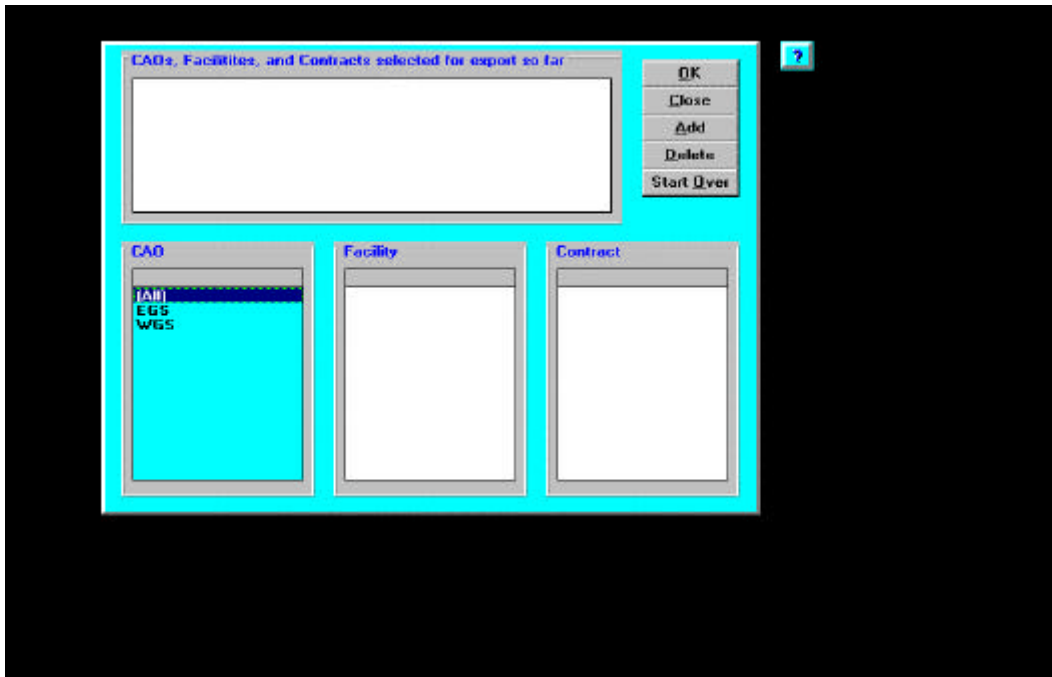 CAOs, Facilitites, and Contracts selected for export so far
?
OK
Close
Add
Delete
Start Over
CAO
Facility
Contract
(All)
EGS
WGS